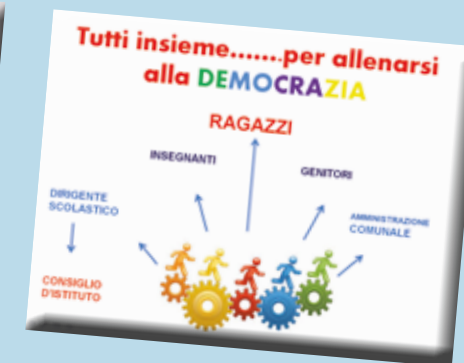 Tutti insieme.......per allenarsi
alla DEMOCRAZIA
RAGAZZI
INSEGNANTI
GENITORI
DIRIGENTE
SCOLASTICO
AMMINISTRAZIONE
COMUNALE
CONSIGLIO
D'ISTITUTO